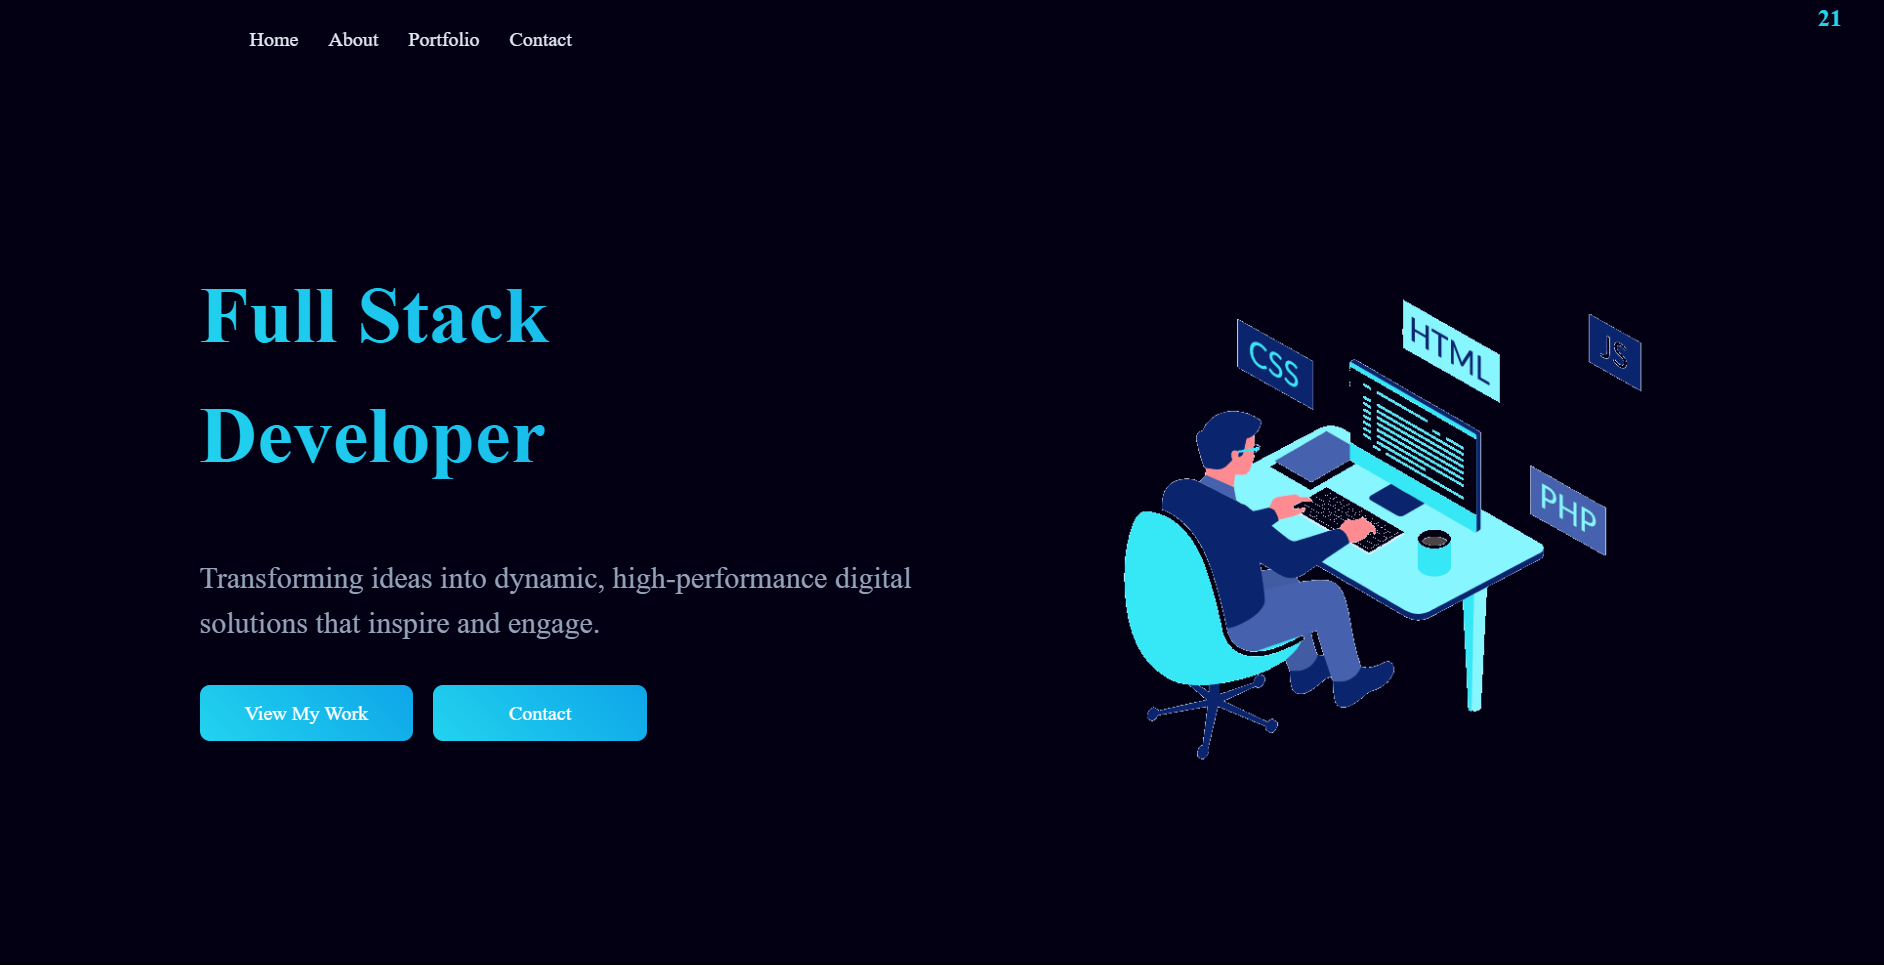 Home About Portfolio Contact
21
Full Stack
Developer
Transforming ideas into dynamic, high-performance digital
solutions that inspire and engage.
View My Work Contact
CSS
HTML
JS
PHP